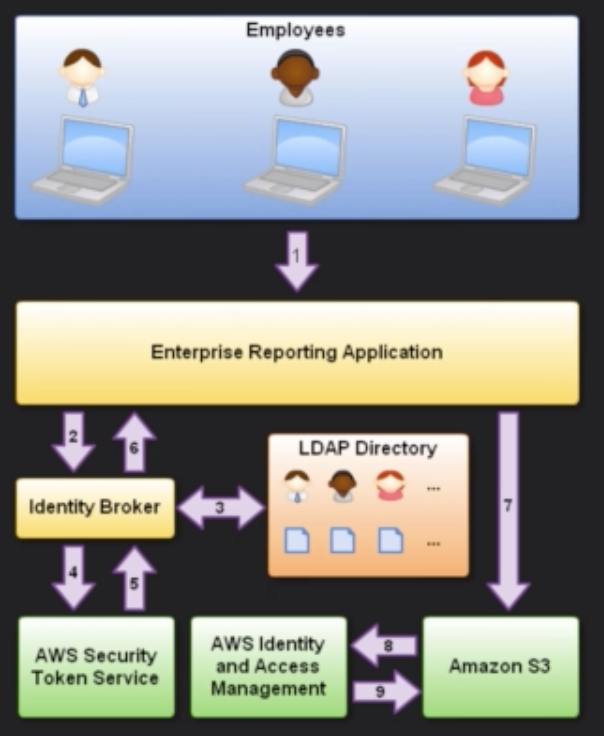 Employees
1
Enterprise Reporting Application
2
6
LDAP Directory
...
Identity Broker
3
...
7
4
5
AWS Security
Token Service
AWS Identity
and Access
Management
8
9
Amazon S3